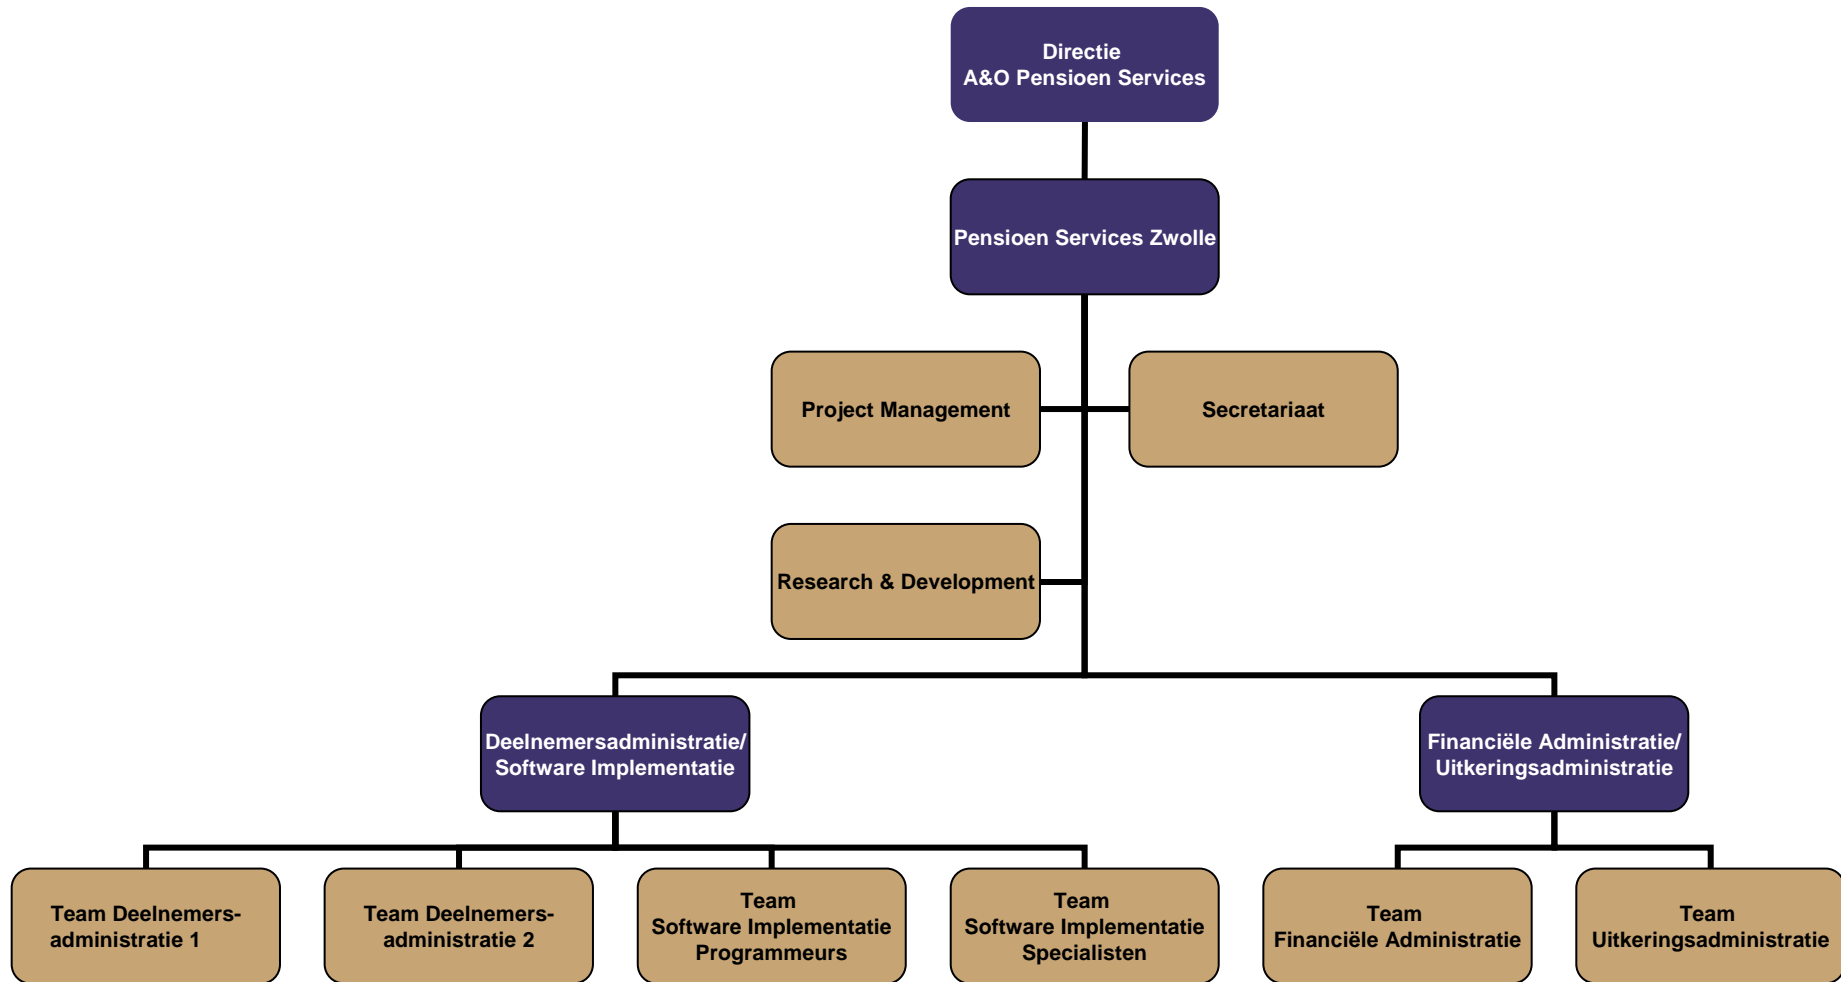 Directie
A&O Pensioen Services
Pensioen Services Zwolle
Project Management
Secretariaat
Research & Development
Deelnemersadministratie/
Software Implementatie
Financiële Administratie/
Uitkeringsadministratie
Team Deelnemers-
administratie 1
Team Deelnemers-
administratie 2
Team
Software Implementatie
Programmeurs
Team
Software Implementatie
Specialisten
Team
Financiële Administratie
Team
Uitkeringsadministratie